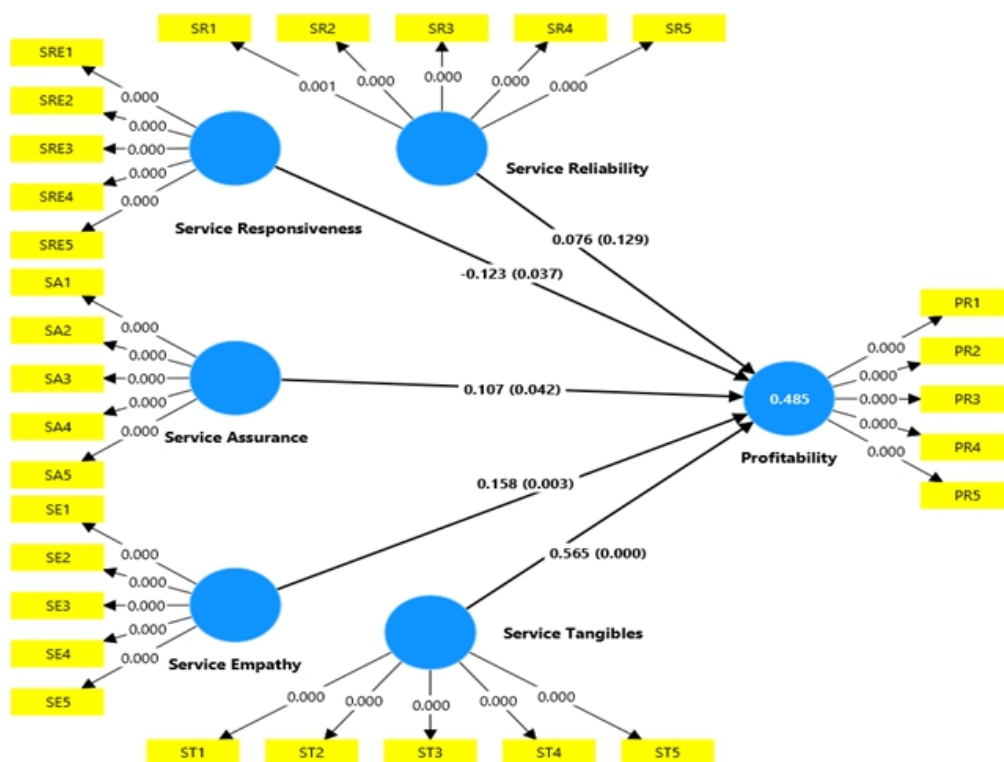 SR1
SR2
SR3
SR4
SR5
0.001
0.000
0.000
0.000
0.000
Service Reliability
SRE1
SRE2
SRE3
SRE4
SRE5
0.000
0.000
0.000
0.000
0.000
Service Responsiveness
0.076 (0.129)
-0.123 (0.037)
SA1
SA2
SA3
SA4
SA5
0.000
0.000
0.000
0.000
0.000
Service Assurance
0.107 (0.042)
0.485
Profitability
PR1
PR2
PR3
PR4
PR5
0.000
0.000
0.000
0.000
0.000
SE1
SE2
SE3
SE4
SE5
0.000
0.000
0.000
0.000
0.000
Service Empathy
0.158 (0.003)
0.565 (0.000)
Service Tangibles
0.000
0.000
0.000
0.000
0.000
ST1
ST2
ST3
ST4
ST5